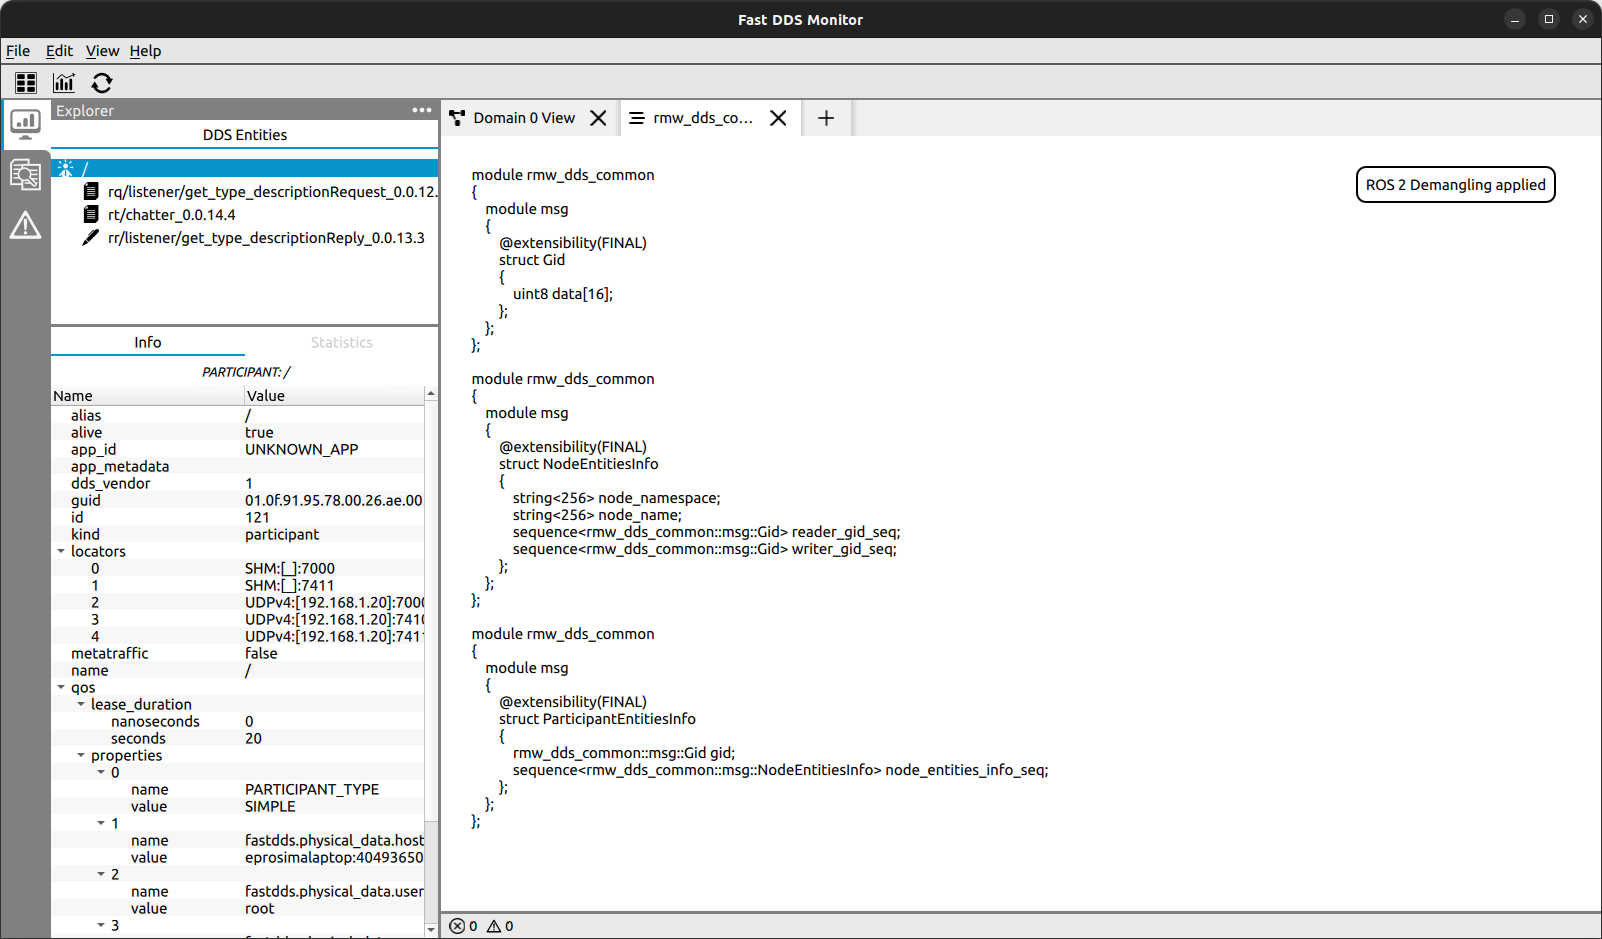 Fast DDS Monitor
File Edit View Help
Explorer
DDS Entities
/
rq/listener/get_type_descriptionRequest_0.0.12.
rt/chatter_0.0.14.4
rr/listener/get_type_descriptionReply_0.0.13.3
Info Statistics
PARTICIPANT: /
Name Value
alias /
alive true
app_id UNKNOWN_APP
app_metadata
dds_vendor 1
guid 01.0f.91.95.78.00.26.ae.00
id 121
kind participant
locators
0 SHM:[_]:7000
1 SHM:[_]:7411
2 UDPv4:[192.168.1.20]:7000
3 UDPv4:[192.168.1.20]:7410
4 UDPv4:[192.168.1.20]:7411
metatraffic false
name /
qos
lease_duration
nanoseconds 0
seconds 20
properties
0
name PARTICIPANT_TYPE
value SIMPLE
1
name fastdds.physical_data.host
value eprosimalaptop:40493650
2
name fastdds.physical_data.user
value root
3
Domain 0 View rmw_dds_co... +
ROS 2 Demangling applied
module rmw_dds_common
{
module msg
{
@extensibility(FINAL)
struct Gid
{
uint8 data[16];
};
};
};
module rmw_dds_common
{
module msg
{
@extensibility(FINAL)
struct NodeEntitiesInfo
{
string<256> node_namespace;
string<256> node_name;
sequence<rmw_dds_common::msg::Gid> reader_gid_seq;
sequence<rmw_dds_common::msg::Gid> writer_gid_seq;
};
};
};
module rmw_dds_common
{
module msg
{
@extensibility(FINAL)
struct ParticipantEntitiesInfo
{
rmw_dds_common::msg::Gid gid;
sequence<rmw_dds_common::msg::NodeEntitiesInfo> node_entities_info_seq;
};
};
};
0 0